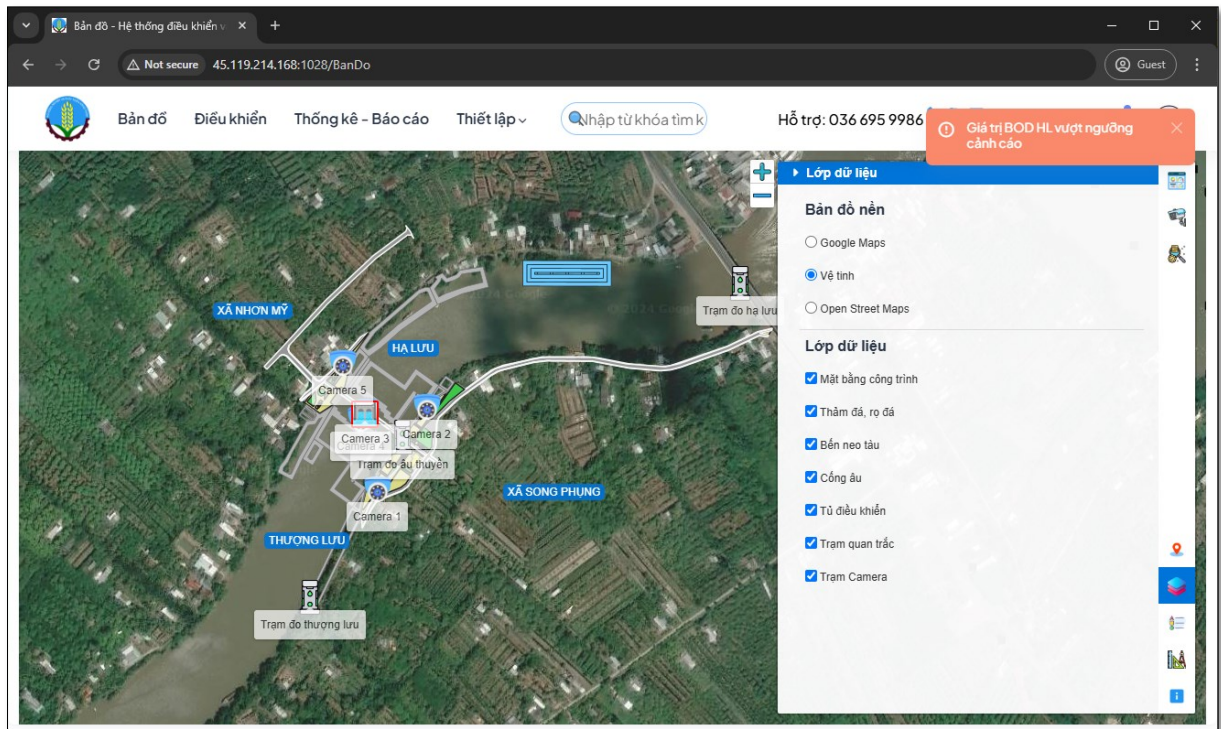 Bản đồ - Hệ thống điều khiển v
Not secure 45.119.214.168:1028/BanDo
Guest
Bản đồ Điều khiển Thống kê - Báo cáo Thiết lập Nhập từ khóa tìm k Hỗ trợ: 036 695 9986
Giá trị BOD HL vượt ngưỡng
cảnh cáo
Lớp dữ liệu
Bản đồ nền
Google Maps
Vệ tinh
Open Street Maps
Lớp dữ liệu
Mặt bằng công trình
Thảm đá, rọ đá
Bến neo tàu
Cống âu
Tủ điều khiển
Trạm quan trắc
Trạm Camera
XÃ NHƠN MỸ
Trạm đo hạ lưu
HẠ LƯU
Camera 5
Camera 2
Camera 3
Camera 4
Trạm đo ấu thuyền
XÃ SONG PHỤNG
Camera 1
THƯỢNG LƯU
Trạm đo thượng lưu